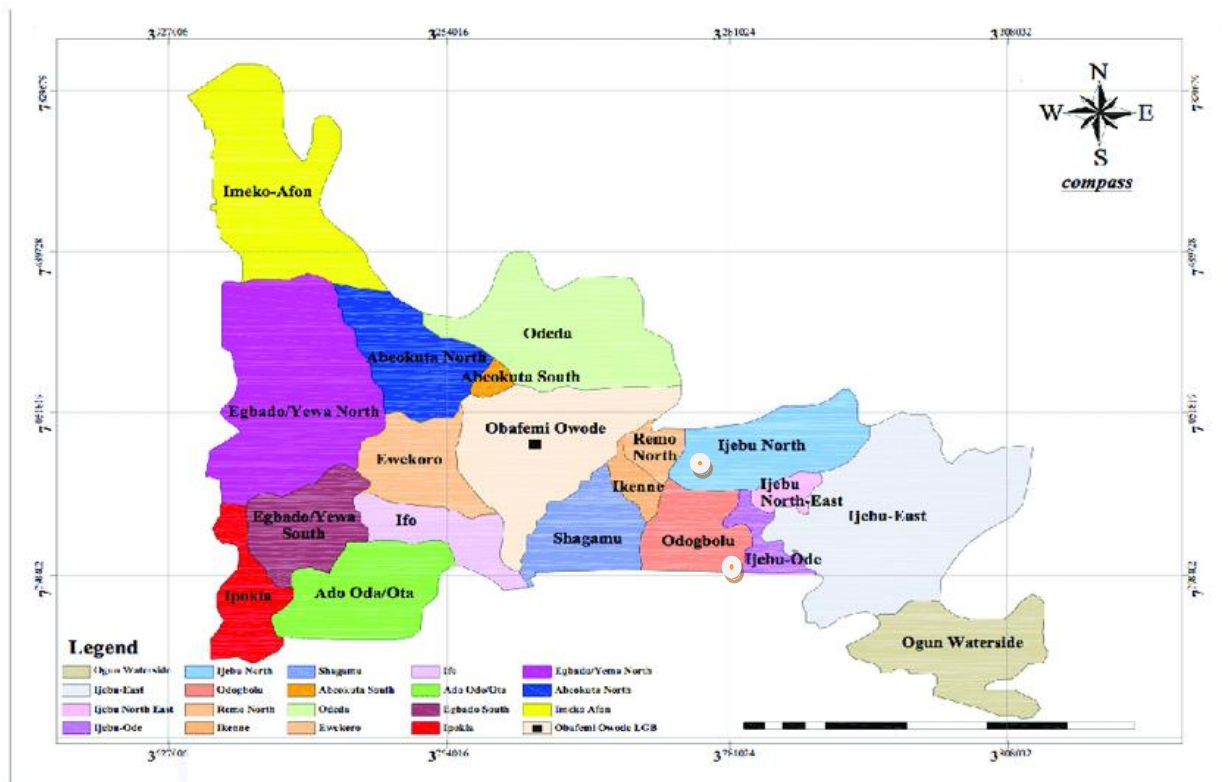 N
W E
S
compass
Imeko-Afon
Odeda
Abeokuta North
Abeokuta South
Egbado/Yewa North
Obafemi Owode
Remo
North
Ijebu North
Ewekoro
Ikenne
Ijebu
North-East
Ijebu-East
Egbado/Yewa
South
Ifo
Shagamu
Odogbolu
Ijebu-Ode
Ipokia
Ado Oda/Ota
Ogun Waterside
Legend
Ogun Waterside Ijebu North Shagamu Ifo Egbado/Yema North
Ijebu-East Odogbolu Abeokuta South Ado Odo/Ota Abeokuta North
Ijebu North East Remo North Odeda Egbado South Imeko Afon
Ijebu-Ode Ikenne Ewekero Ipokia Obafemi Owode LGB